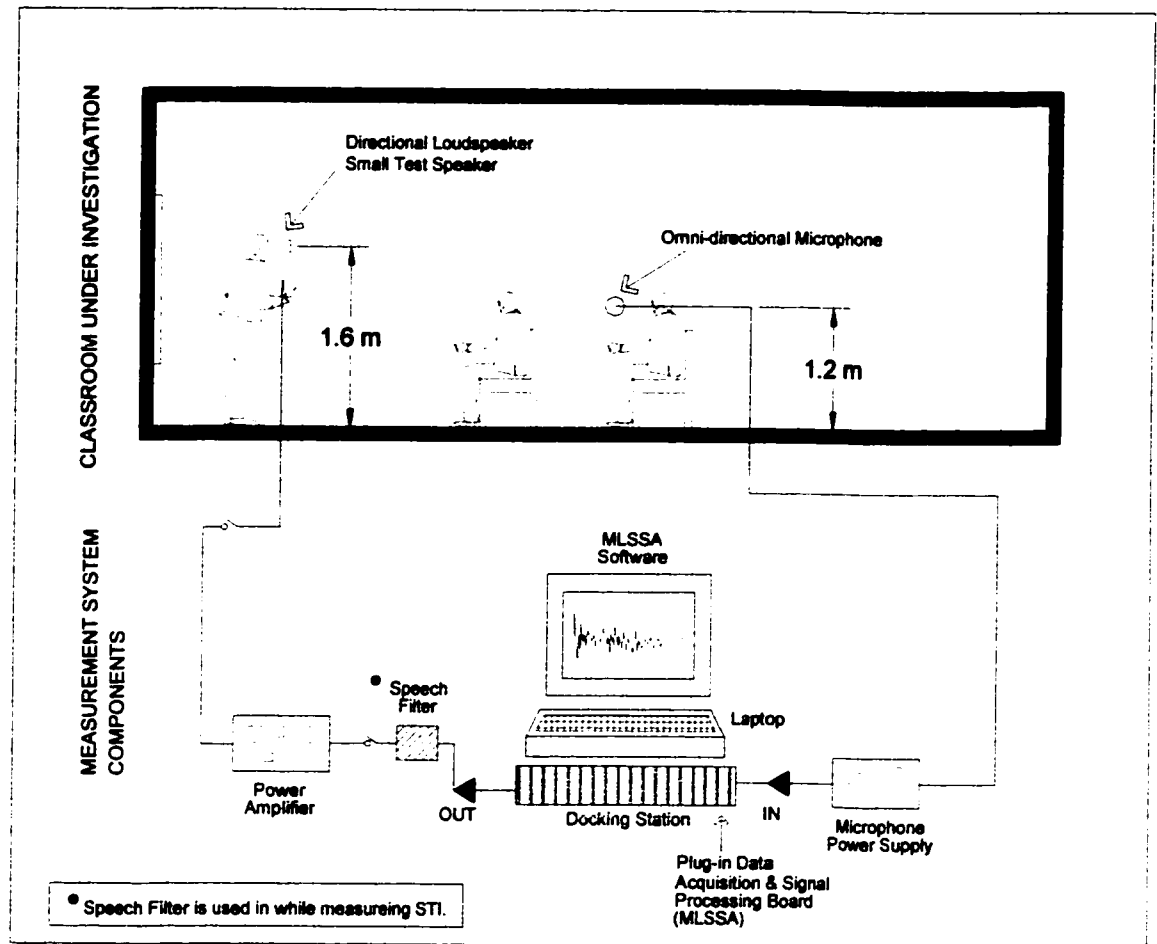 CLASSROOM UNDER INVESTIGATION
Directional Loudspeaker
Small Test Speaker
Omni-directional Microphone
1.6 m
1.2 m
MEASUREMENT SYSTEM
COMPONENTS
MLSSA
Software
• Speech
Filter
Laptop
Power
Amplifier
OUT
Docking Station
IN
Microphone
Power Supply
Plug-in Data
Acquisition & Signal
Processing Board
(MLSSA)
• Speech Filter is used in while measureing STI.